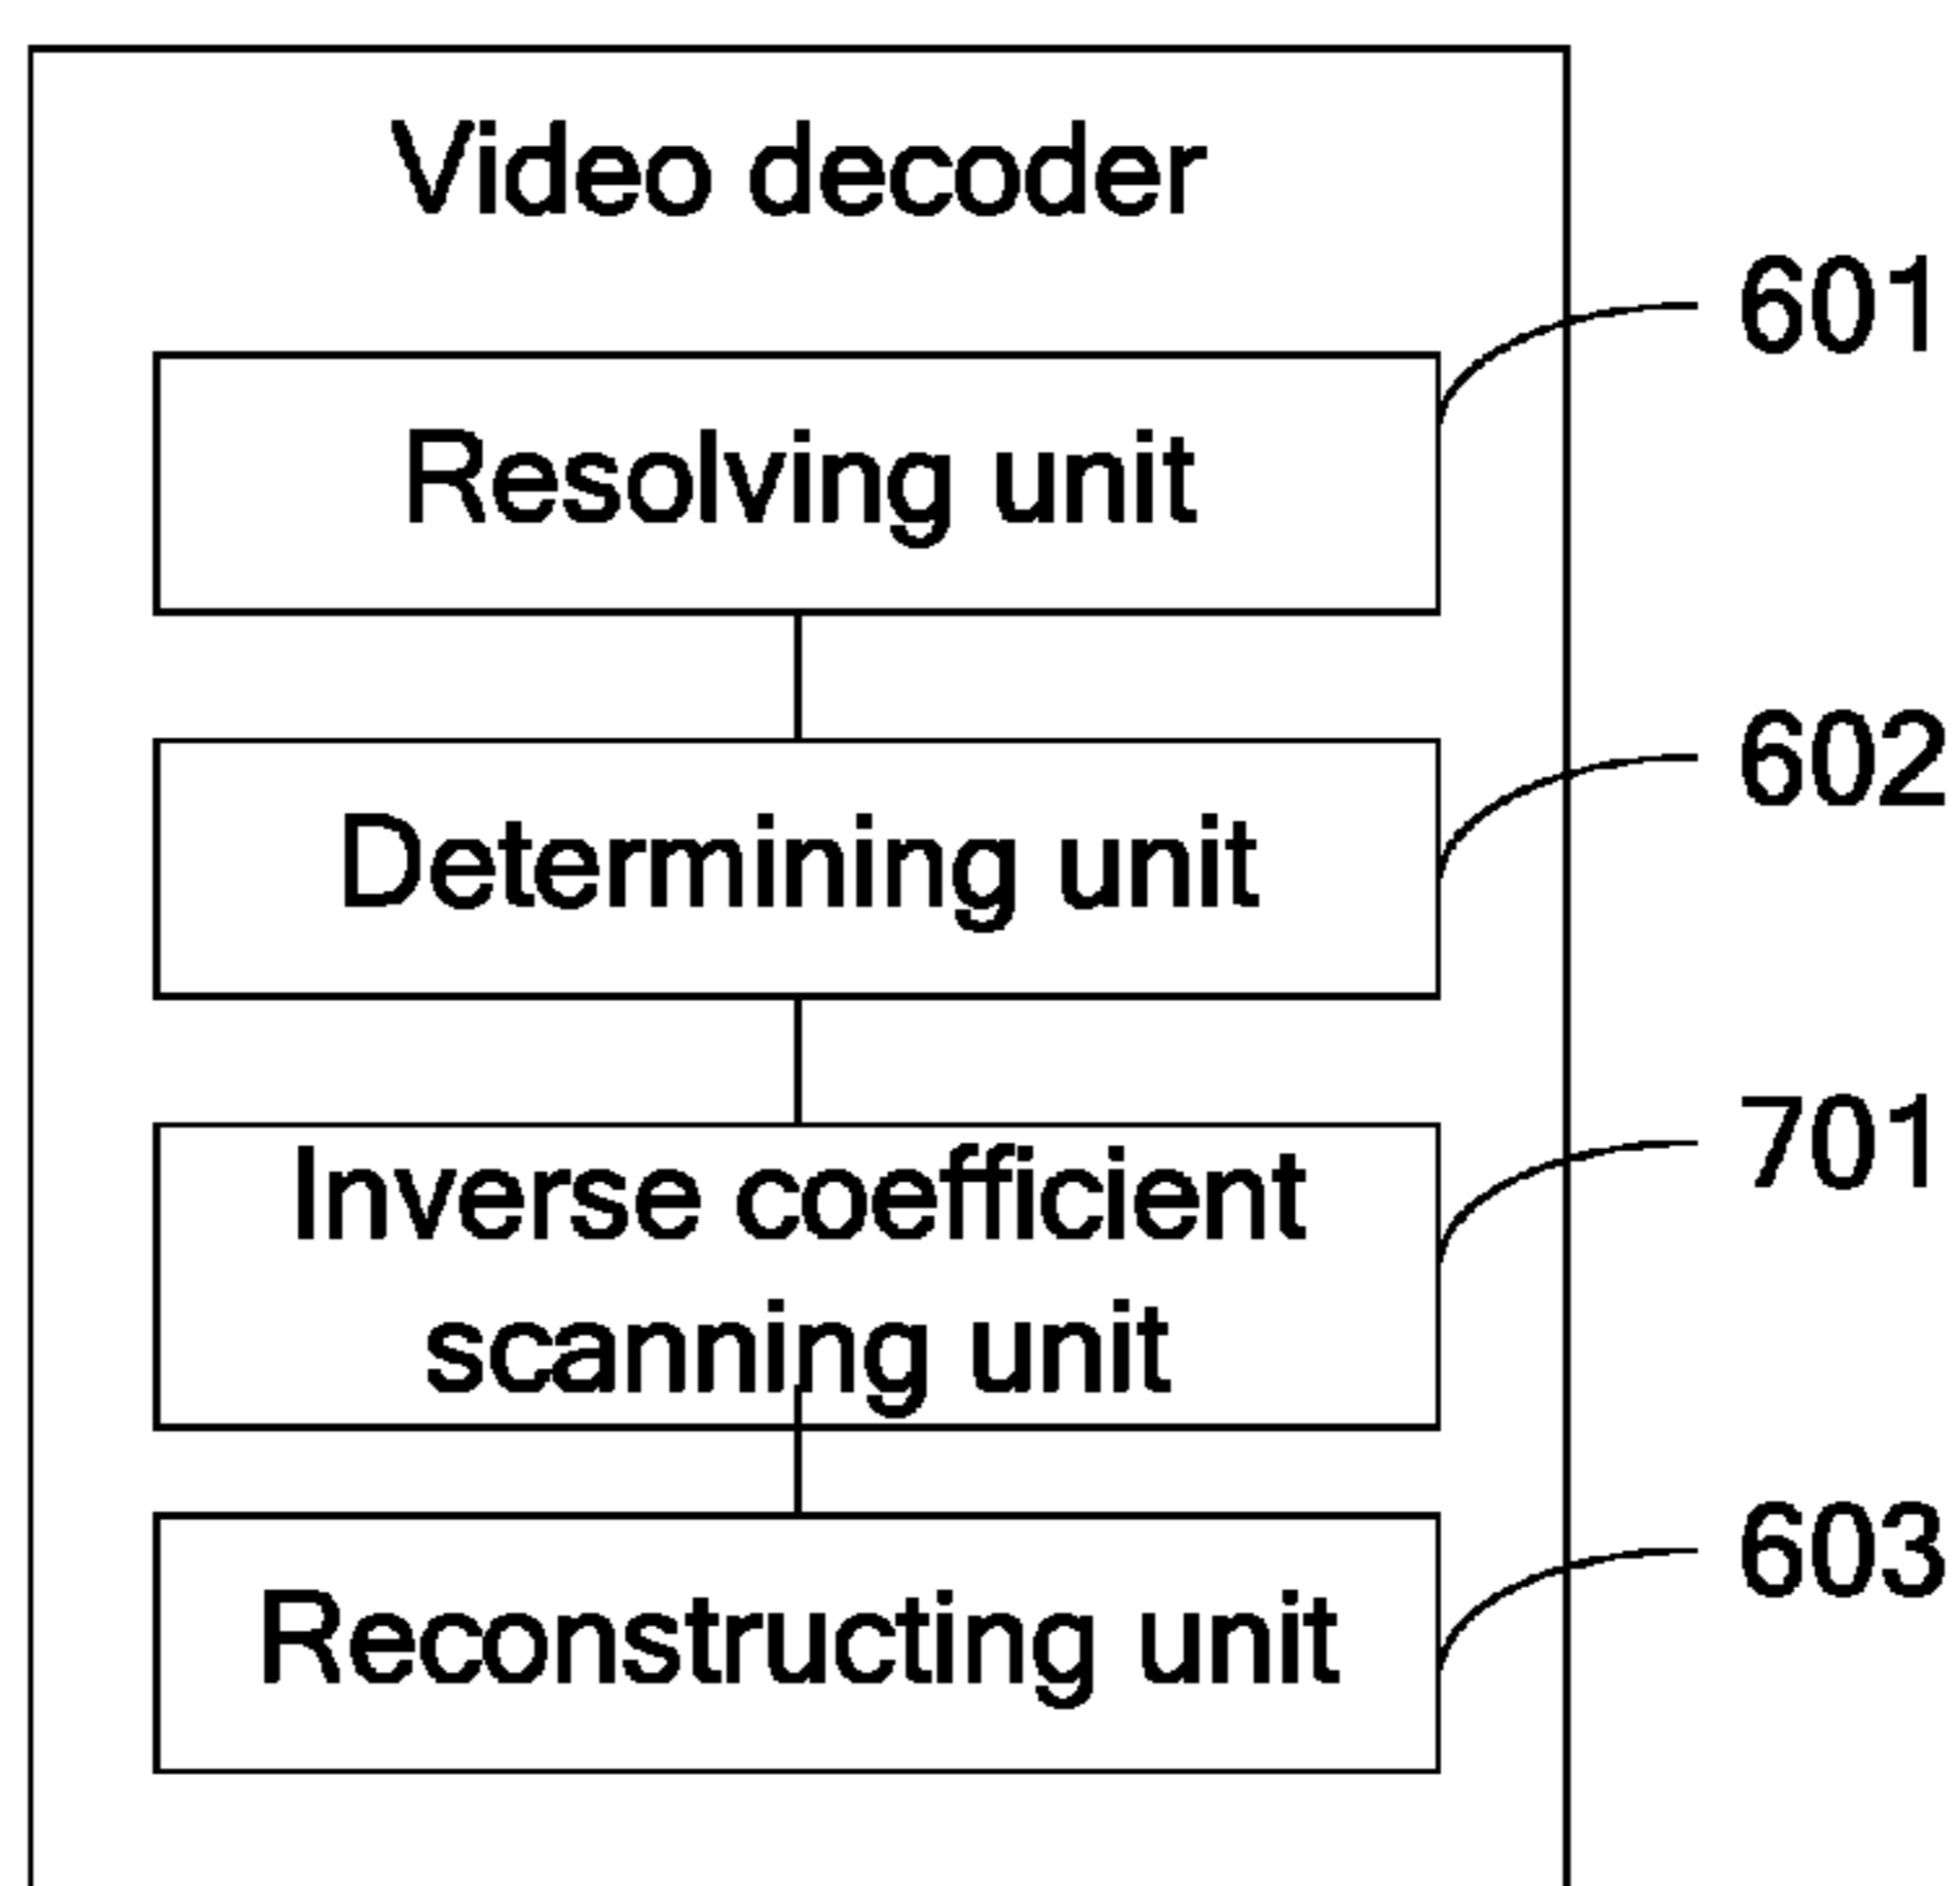 Video decoder
601
Resolving unit
602
Determining unit
701
Inverse coefficient
scanning unit
603
Reconstructing unit